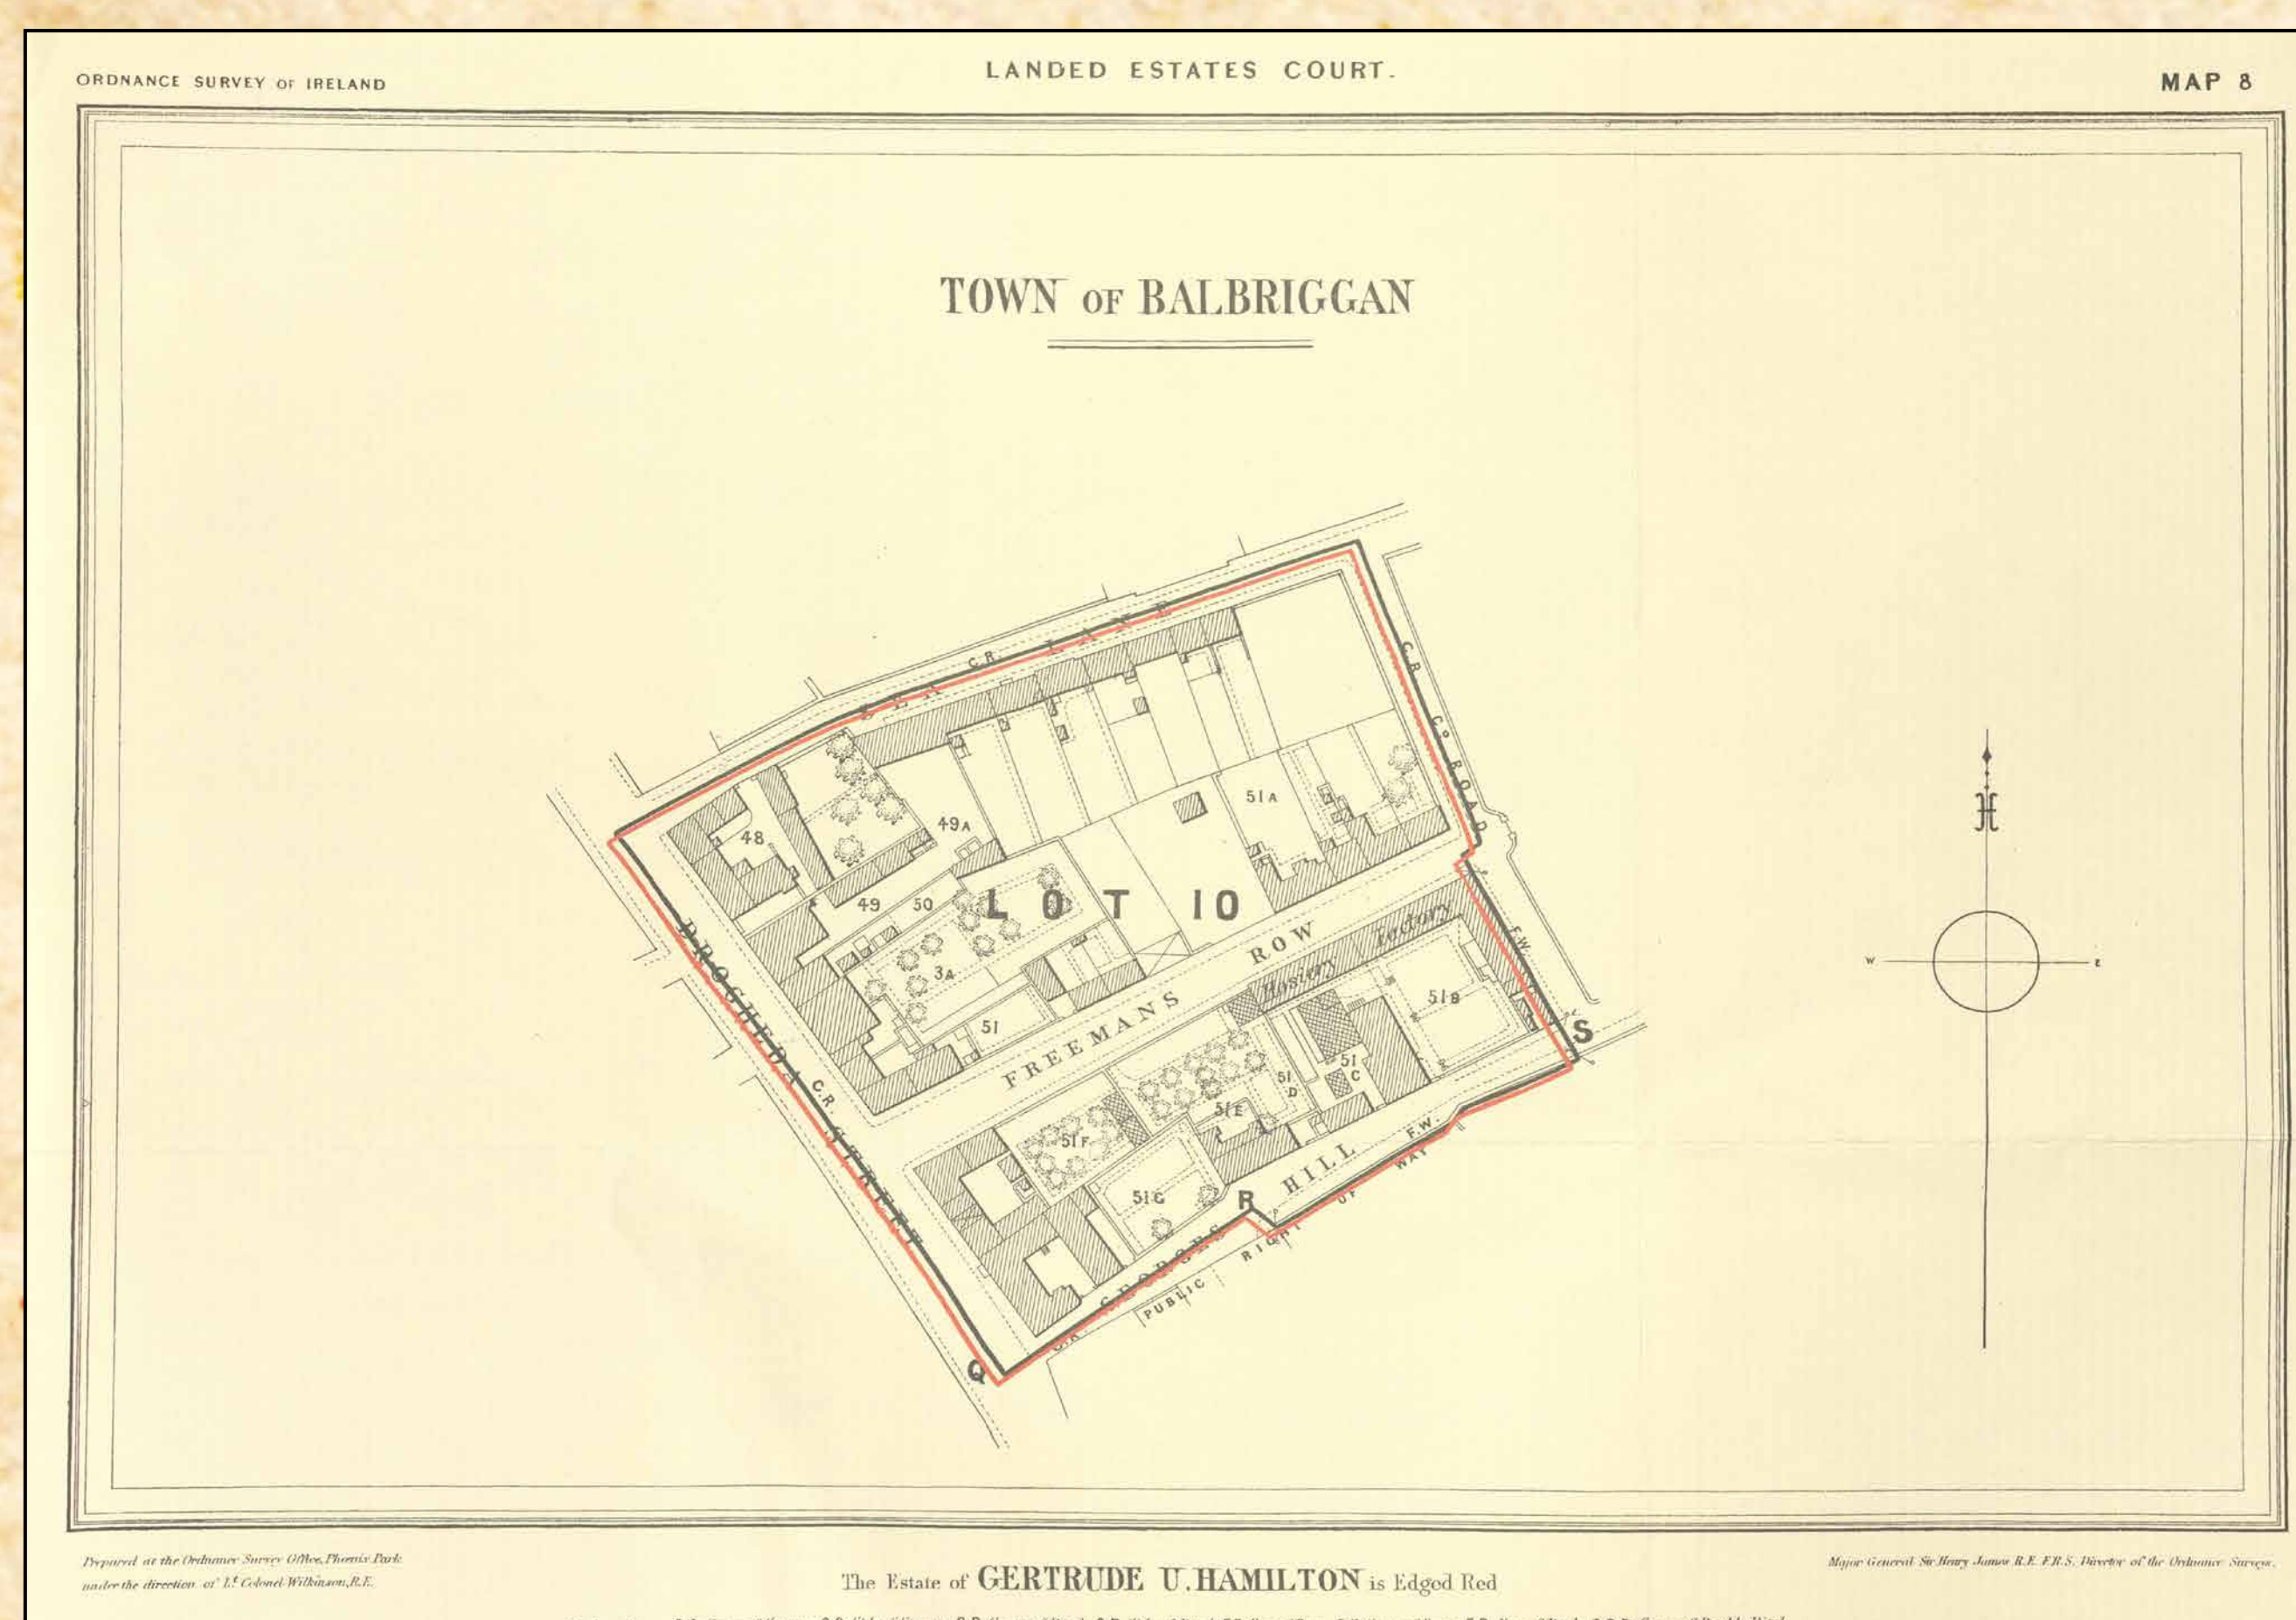 ORDNANCE SURVEY OF IRELAND
LANDED ESTATES COURT.
MAP 8
TOWN OF BALBRIGGAN
C.R.
LANE
C.R.
Co ROAD
48
49A
51A
49
50
LOT 10
3A
51
FREEMANS ROW
Hosiery Factory
F.W.
51B
S
DROGHEDA
C.R.
STREET
51
C
51
D
51E
51F
51G
R
GEORGES HILL
F.W.
PUBLIC RIGHT OF WAY
Q
W
E
Prepared at the Ordnance Survey Office, Phœnix Park
under the direction of Lt Colonel Wilkinson, R.E.
The Estate of GERTRUDE U. HAMILTON is Edged Red
Major General Sir Henry James R.E. F.R.S. Director of the Ordnance Surveys.